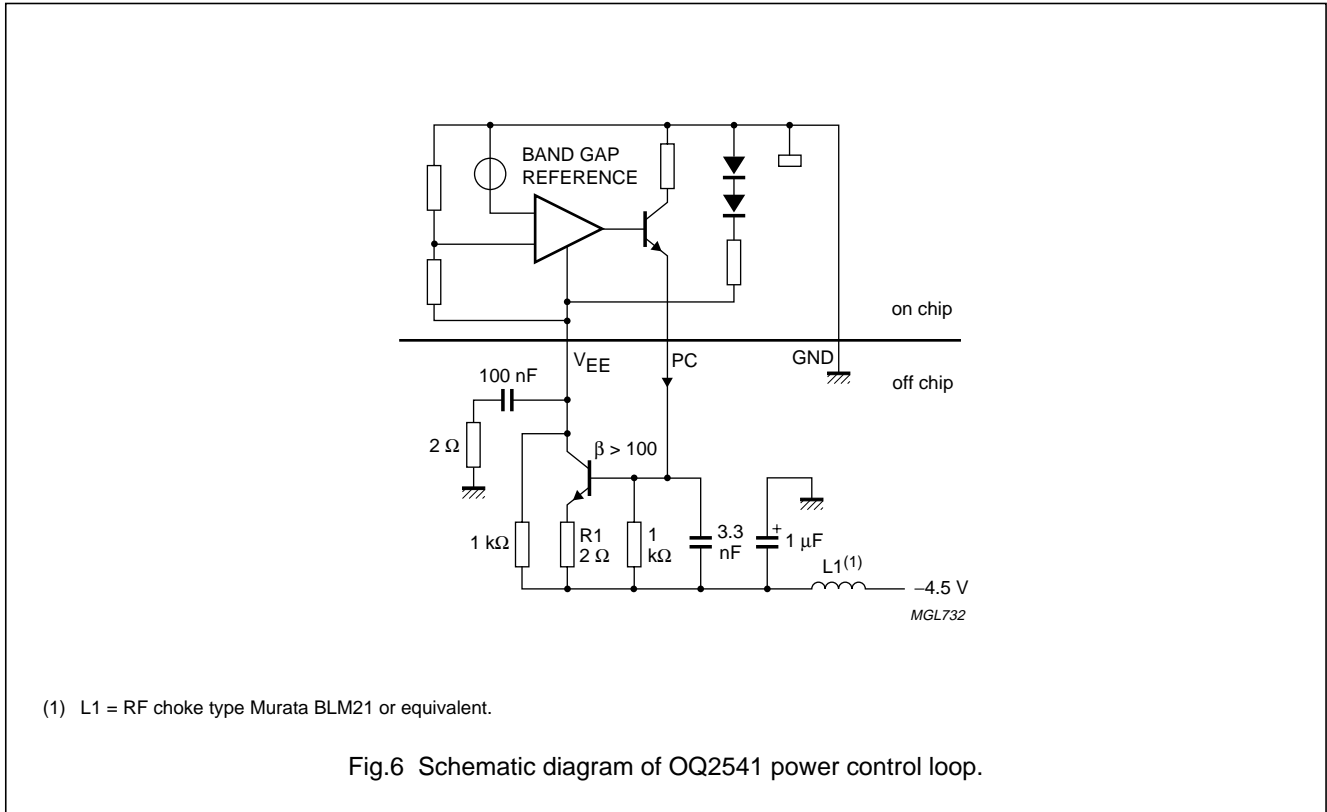 BAND GAP
REFERENCE
on chip
VEE
PC
GND
off chip
100 nF
2 Ω
β > 100
1 kΩ
R1
2 Ω
1
kΩ
3.3
nF
+
1 μF
L1(1)
–4.5 V
MGL732
(1) L1 = RF choke type Murata BLM21 or equivalent.
Fig.6 Schematic diagram of OQ2541 power control loop.